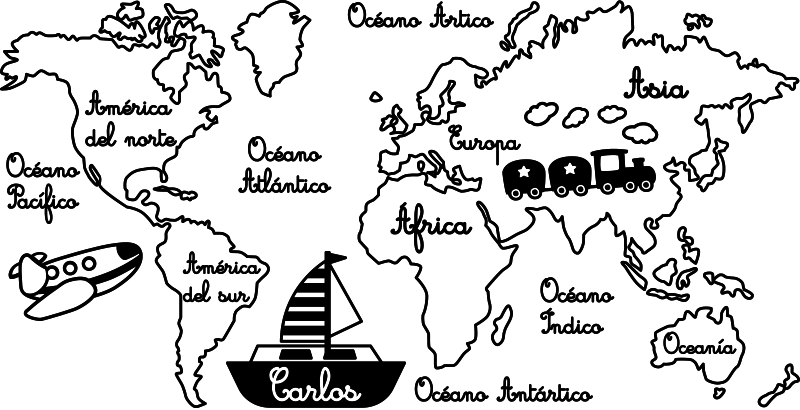 Océano Ártico
Asia
América
del norte
Europa
Océano
Atlántico
Océano
Pacífico
África
América
del sur
Océano
Índico
Oceanía
Carlos
Océano Antártico